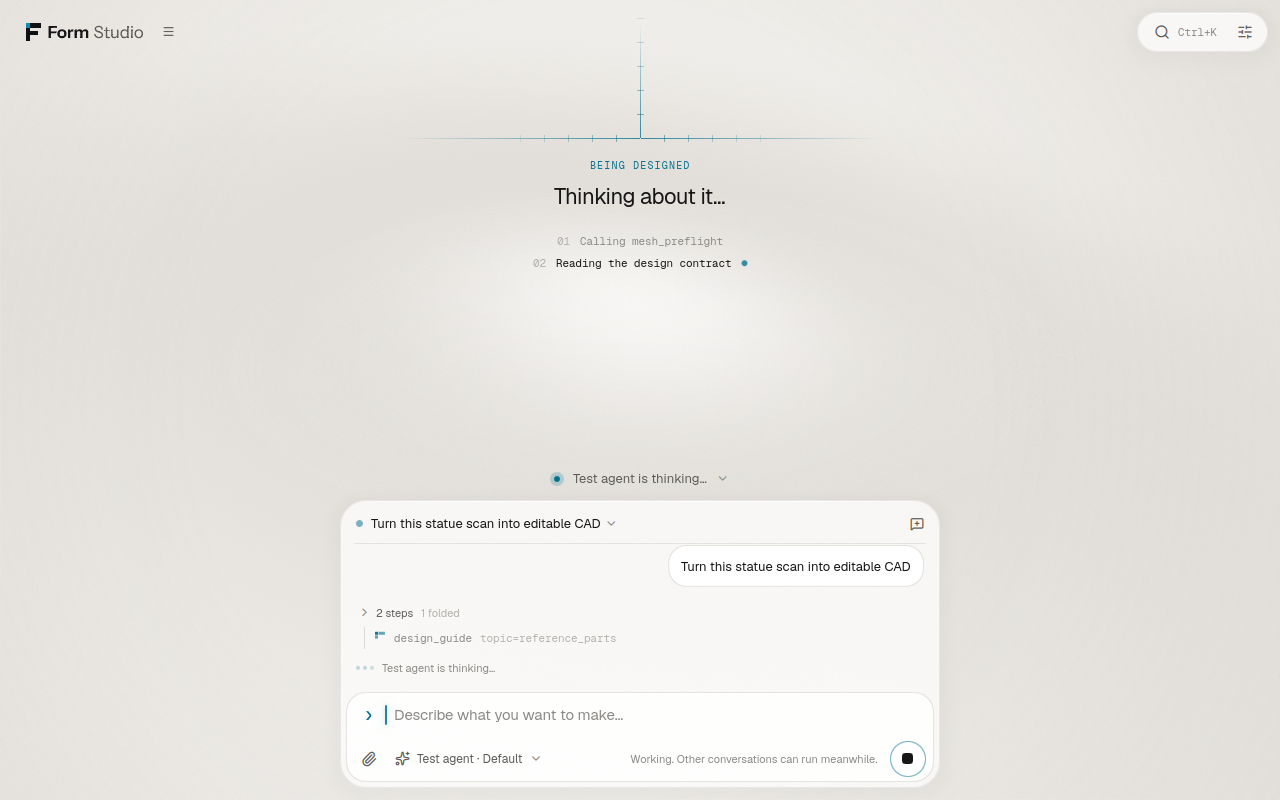 Form Studio
Ctrl+K
BEING DESIGNED
Thinking about it...
01 Calling mesh_preflight
02 Reading the design contract
Test agent is thinking...
Turn this statue scan into editable CAD
Turn this statue scan into editable CAD
2 steps 1 folded
design_guide topic=reference_parts
Test agent is thinking...
Describe what you want to make...
Test agent · Default
Working. Other conversations can run meanwhile.